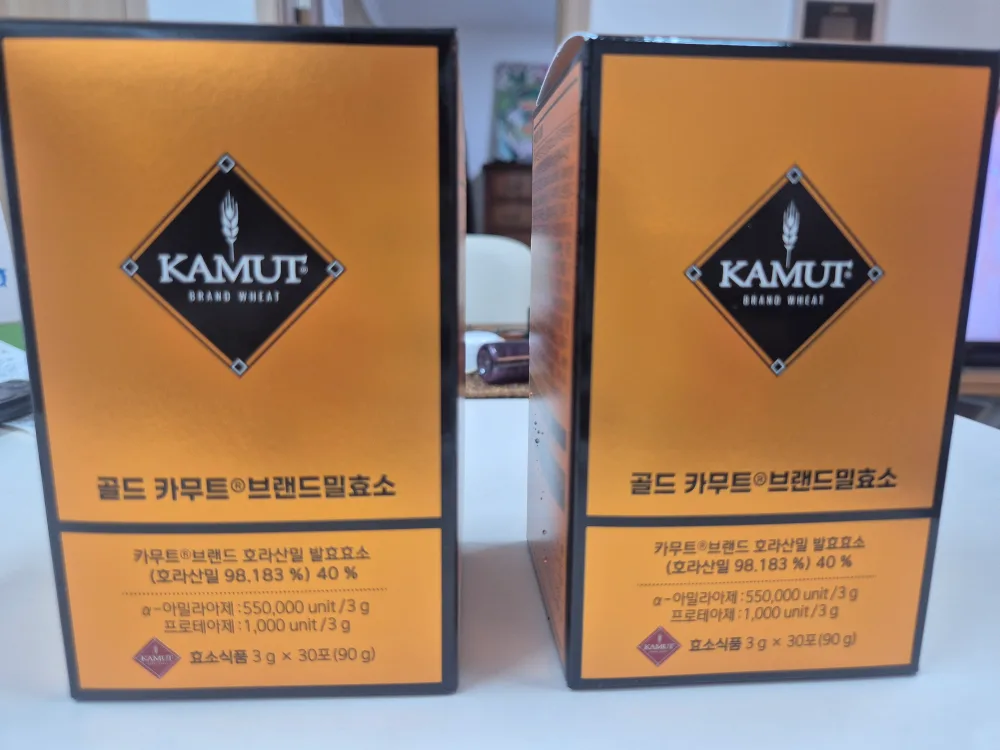 KAMUT®
BRAND WHEAT
골드 카무트®브랜드밀효소
카무트®브랜드 호라산밀 발효효소
(호라산밀 98.183 %) 40 %
α-아밀라아제:550,000 unit/3 g
프로테아제:1,000 unit/3 g
KAMUT
효소식품 3 g × 30포(90 g)
KAMUT®
BRAND WHEAT
골드 카무트®브랜드밀효소
카무트®브랜드 호라산밀 발효효소
(호라산밀 98.183 %) 40 %
α-아밀라아제:550,000 unit/3 g
프로테아제:1,000 unit/3 g
KAMUT
효소식품 3 g × 30포(90 g)